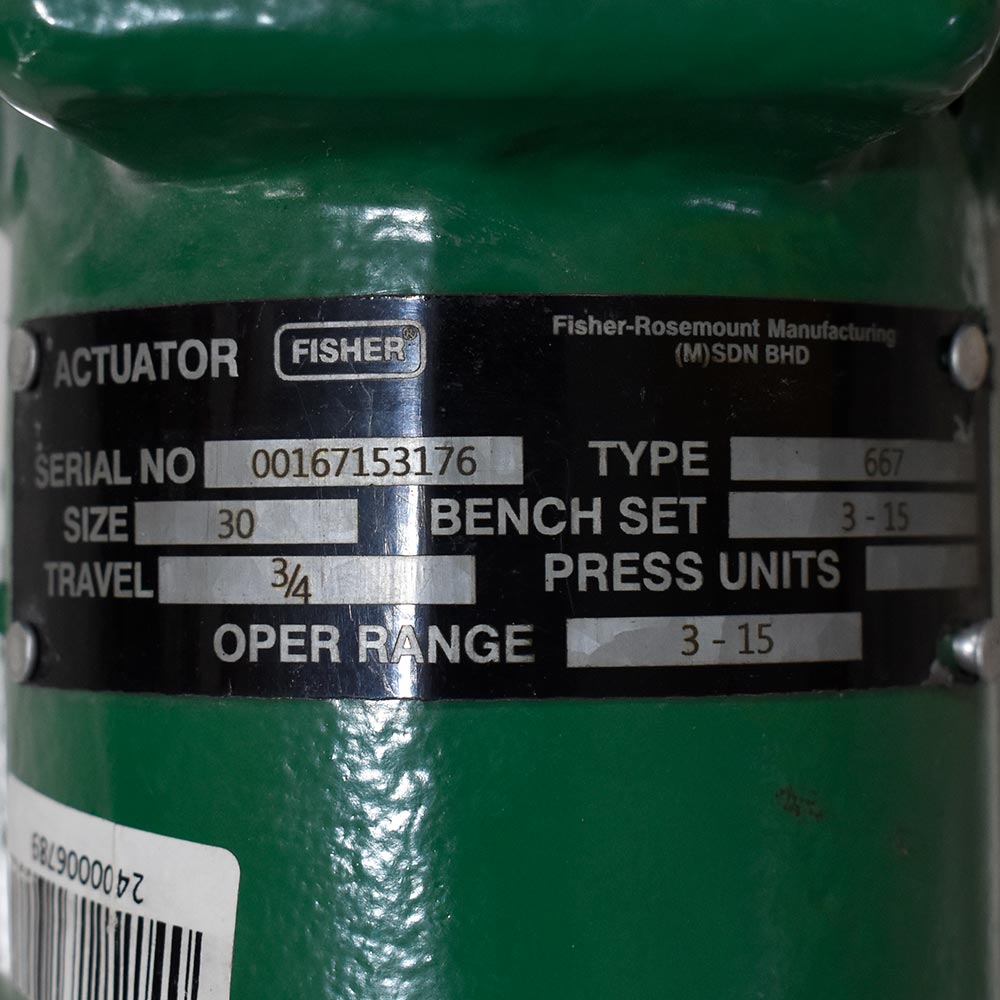 ACTUATOR FISHER® Fisher-Rosemount Manufacturing
(M)SDN BHD
SERIAL NO 00167153176 TYPE 667
SIZE 30 BENCH SET 3 - 15
TRAVEL 3/4 PRESS UNITS
OPER RANGE 3 - 15
2400006789